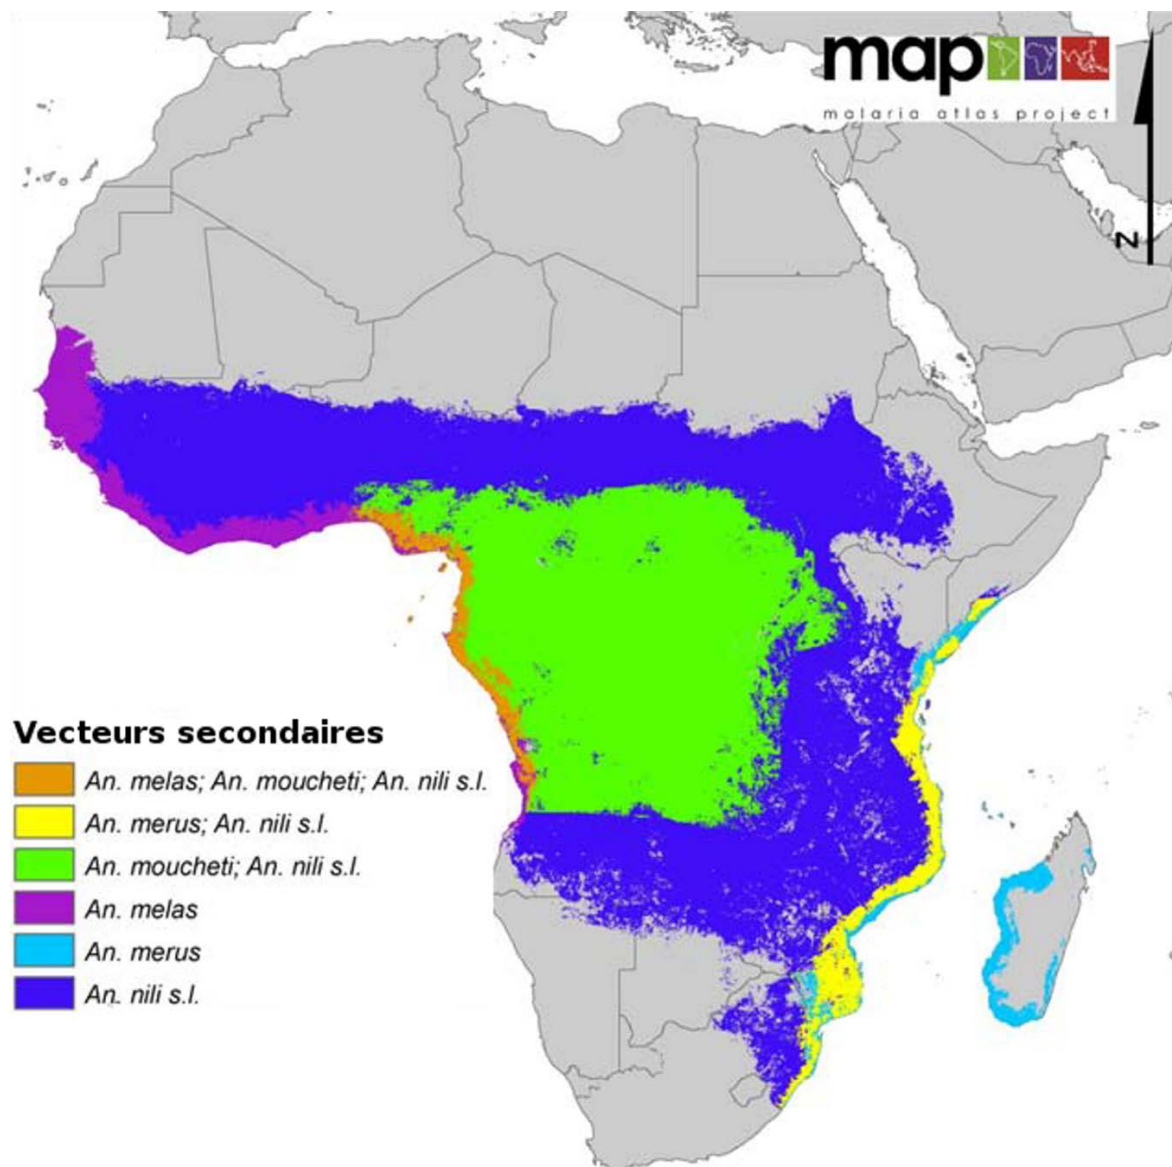 map
malaria atlas project
N
Vecteurs secondaires
An. melas; An. moucheti; An. nili s.l.
An. merus; An. nili s.l.
An. moucheti; An. nili s.l.
An. melas
An. merus
An. nili s.l.